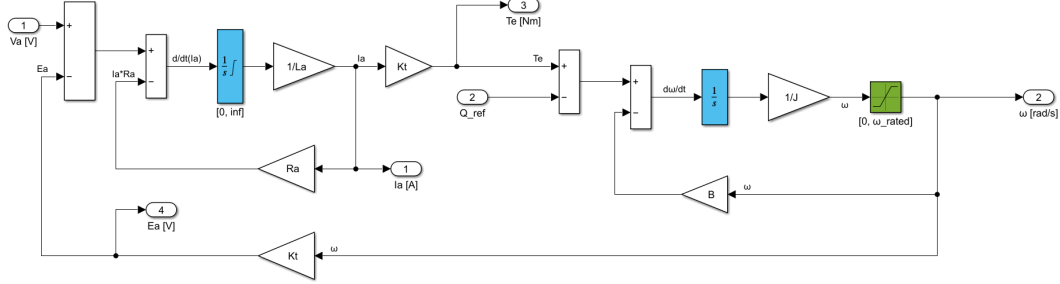 1
Va [V]
+
−
Ea
+
−
d/dt(Ia)
Ia*Ra
1
s
∫
[0, inf]
1/La
Ia
Kt
3
Te [Nm]
Te
2
Q_ref
+
−
+
−
dω/dt
1
s
1/J
ω
[0, ω_rated]
2
ω [rad/s]
Ra
1
Ia [A]
B
ω
4
Ea [V]
Kt
ω